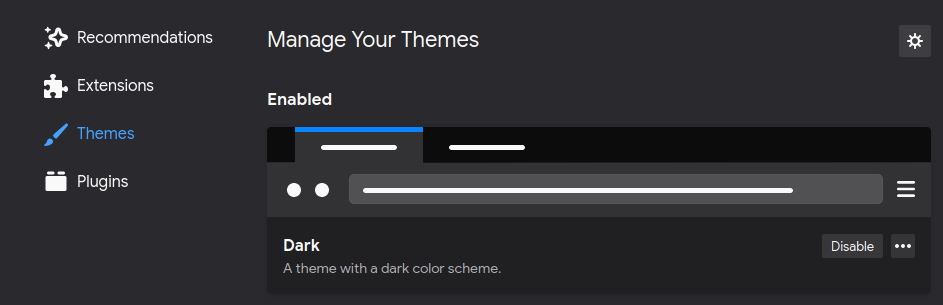 Recommendations
Extensions
Themes
Plugins
Manage Your Themes
Enabled
Dark
A theme with a dark color scheme.
Disable